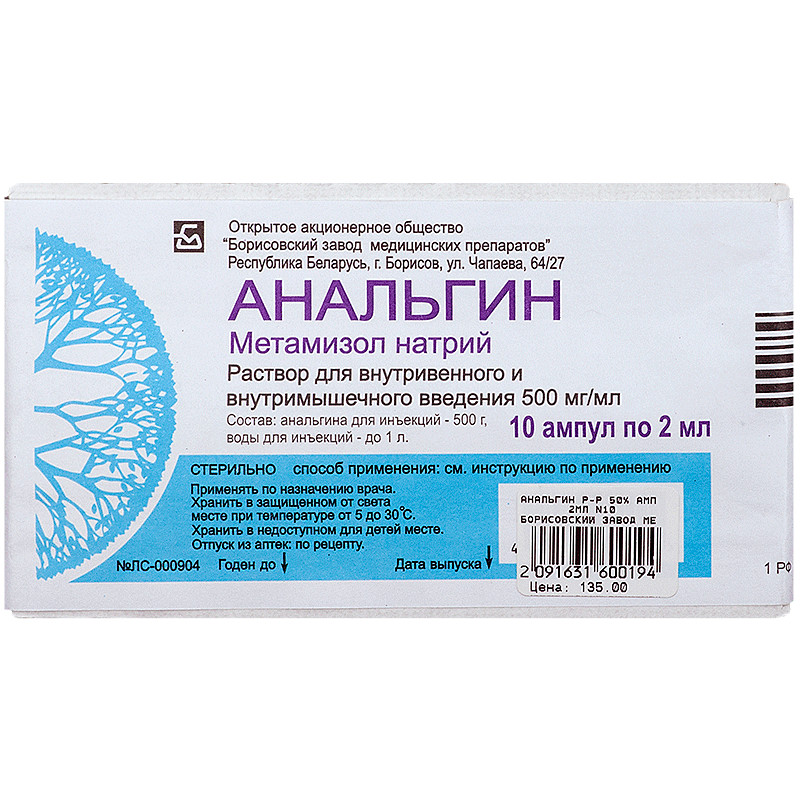 Открытое акционерное общество
"Борисовский завод медицинских препаратов"
Республика Беларусь, г. Борисов, ул. Чапаева, 64/27
АНАЛЬГИН
Метамизол натрий
Раствор для внутривенного и
внутримышечного введения 500 мг/мл
Состав: анальгина для инъекций - 500 г,
воды для инъекций - до 1 л.
10 ампул по 2 мл
СТЕРИЛЬНО способ применения: см. инструкцию по применению
Применять по назначению врача.
Хранить в защищенном от света
месте при температуре от 5 до 30°С.
Хранить в недоступном для детей месте.
Отпуск из аптек: по рецепту.
№ЛС-000904 Годен до Дата выпуска
АНАЛЬГИН Р-Р 50% АМП
2МЛ N10
БОРИСОВСКИЙ ЗАВОД МЕ
4
2 091631 600194
Цена: 135.00
1 РФ